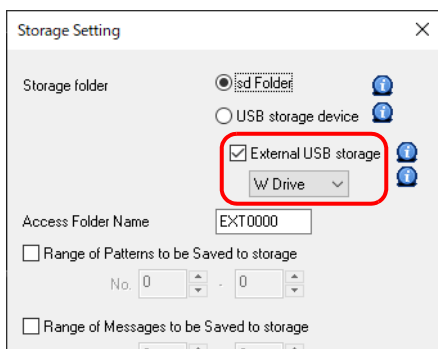 Storage Setting
Storage folder
sd Folder
USB storage device
External USB storage
W Drive
Access Folder Name
EXT0000
Range of Patterns to be Saved to storage
No. 0 - 0
Range of Messages to be Saved to storage